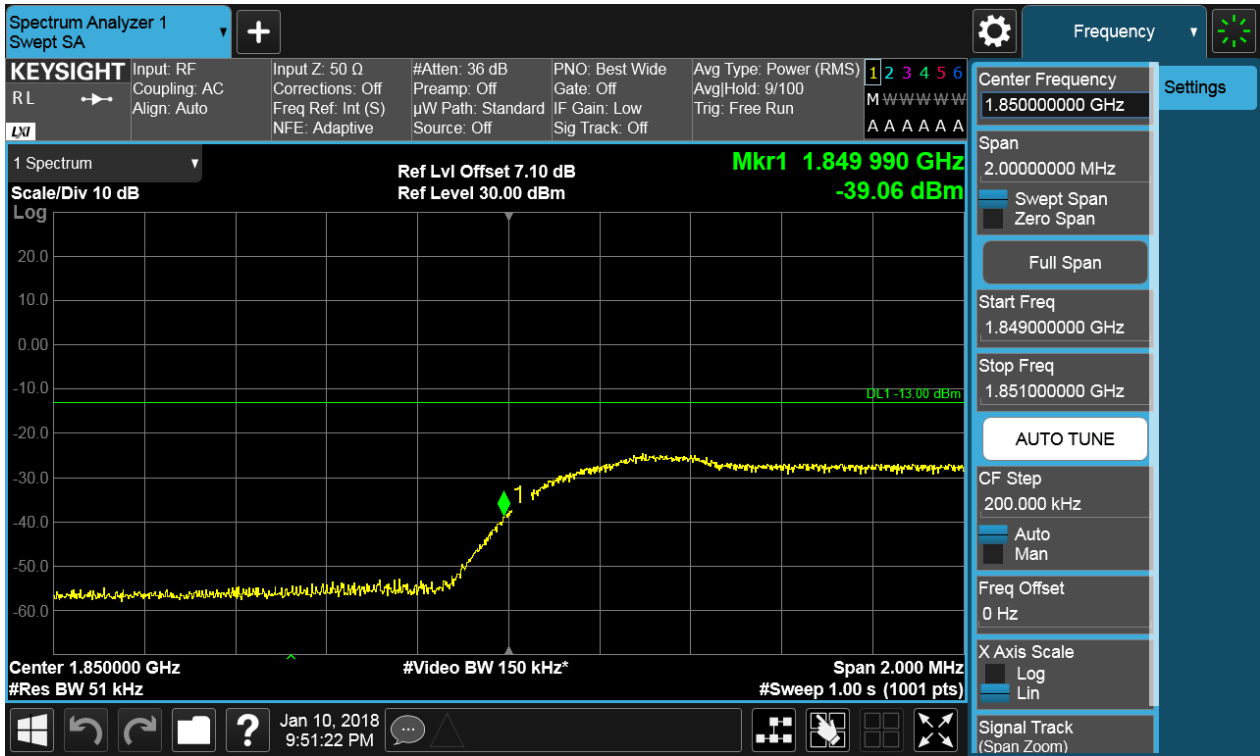 Spectrum Analyzer 1
Swept SA
+
Frequency
KEYSIGHT
R L
LXI
Input: RF
Coupling: AC
Align: Auto
Input Z: 50 Ω
Corrections: Off
Freq Ref: Int (S)
NFE: Adaptive
#Atten: 36 dB
Preamp: Off
µW Path: Standard
Source: Off
PNO: Best Wide
Gate: Off
IF Gain: Low
Sig Track: Off
Avg Type: Power (RMS)
Avg|Hold: 9/100
Trig: Free Run
1 2 3 4 5 6
M W W W W W
A A A A A A
1 Spectrum
Scale/Div 10 dB
Log
Ref Lvl Offset 7.10 dB
Ref Level 30.00 dBm
Mkr1 1.849 990 GHz
-39.06 dBm
20.0
10.0
0.00
-10.0
DL1 -13.00 dBm
-20.0
-30.0
1
-40.0
-50.0
-60.0
Center 1.850000 GHz
#Video BW 150 kHz*
Span 2.000 MHz
#Res BW 51 kHz
#Sweep 1.00 s (1001 pts)
Center Frequency
1.850000000 GHz
Settings
Span
2.00000000 MHz
Swept Span
Zero Span
Full Span
Start Freq
1.849000000 GHz
Stop Freq
1.851000000 GHz
AUTO TUNE
CF Step
200.000 kHz
Auto
Man
Freq Offset
0 Hz
X Axis Scale
Log
Lin
Signal Track
(Span Zoom)
?
Jan 10, 2018
9:51:22 PM